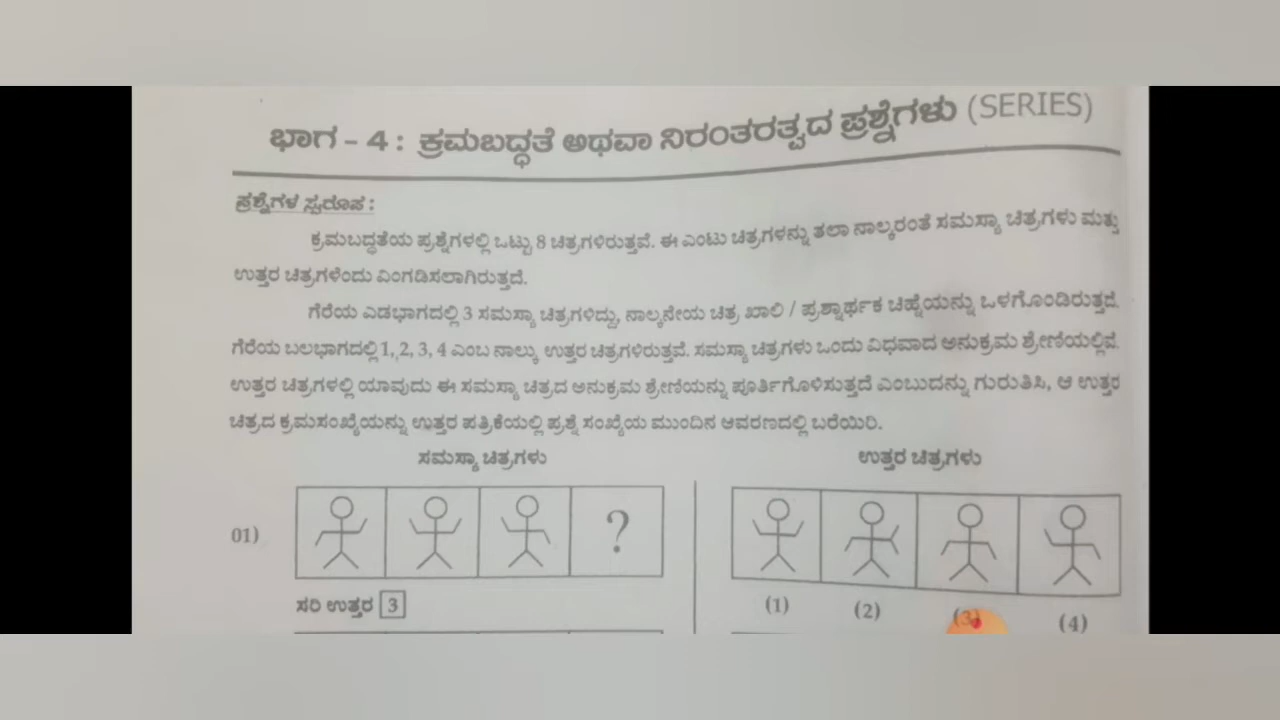 ಭಾಗ - 4 : ಕ್ರಮಬದ್ಧತೆ ಅಥವಾ ನಿರಂತರತ್ವದ ಪ್ರಶ್ನೆಗಳು (SERIES)
ಪ್ರಶ್ನೆಗಳ ಸ್ವರೂಪ :
ಕ್ರಮಬದ್ಧತೆಯ ಪ್ರಶ್ನೆಗಳಲ್ಲಿ ಒಟ್ಟು 8 ಚಿತ್ರಗಳಿರುತ್ತವೆ. ಈ ಎಂಟು ಚಿತ್ರಗಳನ್ನು ತಲಾ ನಾಲ್ಕರಂತೆ ಸಮಸ್ಯಾ ಚಿತ್ರಗಳು ಮತ್ತು
ಉತ್ತರ ಚಿತ್ರಗಳೆಂದು ವಿಂಗಡಿಸಲಾಗಿರುತ್ತದೆ.
ಗೆರೆಯ ಎಡಭಾಗದಲ್ಲಿ 3 ಸಮಸ್ಯಾ ಚಿತ್ರಗಳಿದ್ದು, ನಾಲ್ಕನೇಯ ಚಿತ್ರ ಖಾಲಿ / ಪ್ರಶ್ನಾರ್ಥಕ ಚಿಹ್ನೆಯನ್ನು ಒಳಗೊಂಡಿರುತ್ತದೆ.
ಗೆರೆಯ ಬಲಭಾಗದಲ್ಲಿ 1, 2, 3, 4 ಎಂಬ ನಾಲ್ಕು ಉತ್ತರ ಚಿತ್ರಗಳಿರುತ್ತವೆ. ಸಮಸ್ಯಾ ಚಿತ್ರಗಳು ಒಂದು ವಿಧವಾದ ಅನುಕ್ರಮ ಶ್ರೇಣಿಯಲ್ಲಿವೆ.
ಉತ್ತರ ಚಿತ್ರಗಳಲ್ಲಿ ಯಾವುದು ಈ ಸಮಸ್ಯಾ ಚಿತ್ರದ ಅನುಕ್ರಮ ಶ್ರೇಣಿಯನ್ನು ಪೂರ್ತಿಗೊಳಿಸುತ್ತದೆ ಎಂಬುದನ್ನು ಗುರುತಿಸಿ, ಆ ಉತ್ತರ
ಚಿತ್ರದ ಕ್ರಮಸಂಖ್ಯೆಯನ್ನು ಉತ್ತರ ಪತ್ರಿಕೆಯಲ್ಲಿ ಪ್ರಶ್ನೆ ಸಂಖ್ಯೆಯ ಮುಂದಿನ ಆವರಣದಲ್ಲಿ ಬರೆಯಿರಿ.
ಸಮಸ್ಯಾ ಚಿತ್ರಗಳು ಉತ್ತರ ಚಿತ್ರಗಳು
01) ?
ಸರಿ ಉತ್ತರ 3 (1) (2) (3) (4)